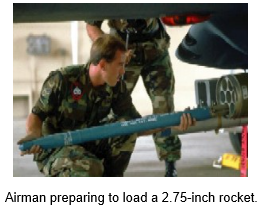 Airman preparing to load a 2.75-inch rocket.